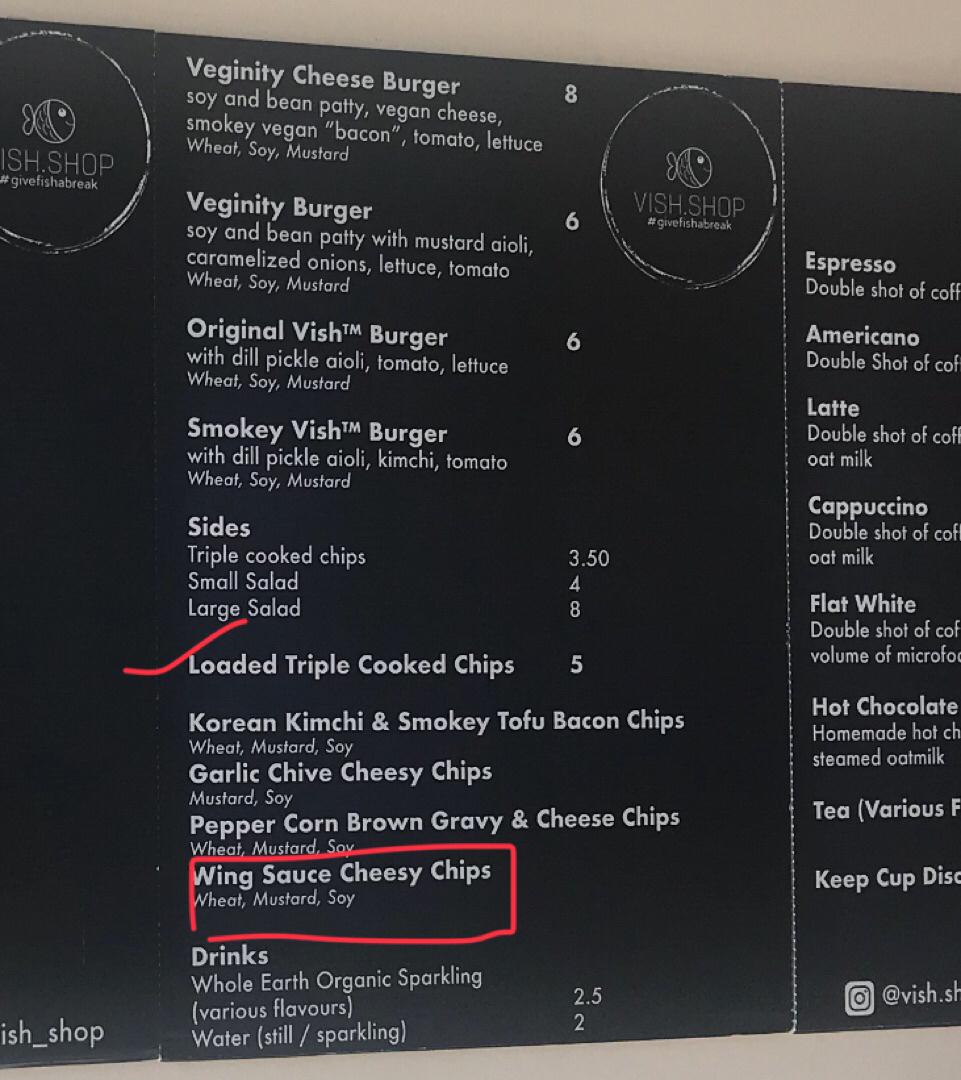 ISH.SHOP
#givefishabreak
ish_shop
Veginity Cheese Burger 8
soy and bean patty, vegan cheese,
smokey vegan "bacon", tomato, lettuce
Wheat, Soy, Mustard
Veginity Burger 6
soy and bean patty with mustard aioli,
caramelized onions, lettuce, tomato
Wheat, Soy, Mustard
Original Vish™ Burger 6
with dill pickle aioli, tomato, lettuce
Wheat, Soy, Mustard
Smokey Vish™ Burger 6
with dill pickle aioli, kimchi, tomato
Wheat, Soy, Mustard
Sides
Triple cooked chips 3.50
Small Salad 4
Large Salad 8
Loaded Triple Cooked Chips 5
Korean Kimchi & Smokey Tofu Bacon Chips
Wheat, Mustard, Soy
Garlic Chive Cheesy Chips
Mustard, Soy
Pepper Corn Brown Gravy & Cheese Chips
Wheat, Mustard, Soy
Wing Sauce Cheesy Chips
Wheat, Mustard, Soy
Drinks
Whole Earth Organic Sparkling 2.5
(various flavours)
Water (still / sparkling) 2
VISH.SHOP
#givefishabreak
Espresso
Double shot of coff
Americano
Double Shot of cof
Latte
Double shot of coff
oat milk
Cappuccino
Double shot of coff
oat milk
Flat White
Double shot of cof
volume of microfoa
Hot Chocolate
Homemade hot ch
steamed oatmilk
Tea (Various F
Keep Cup Disc
@vish.sh